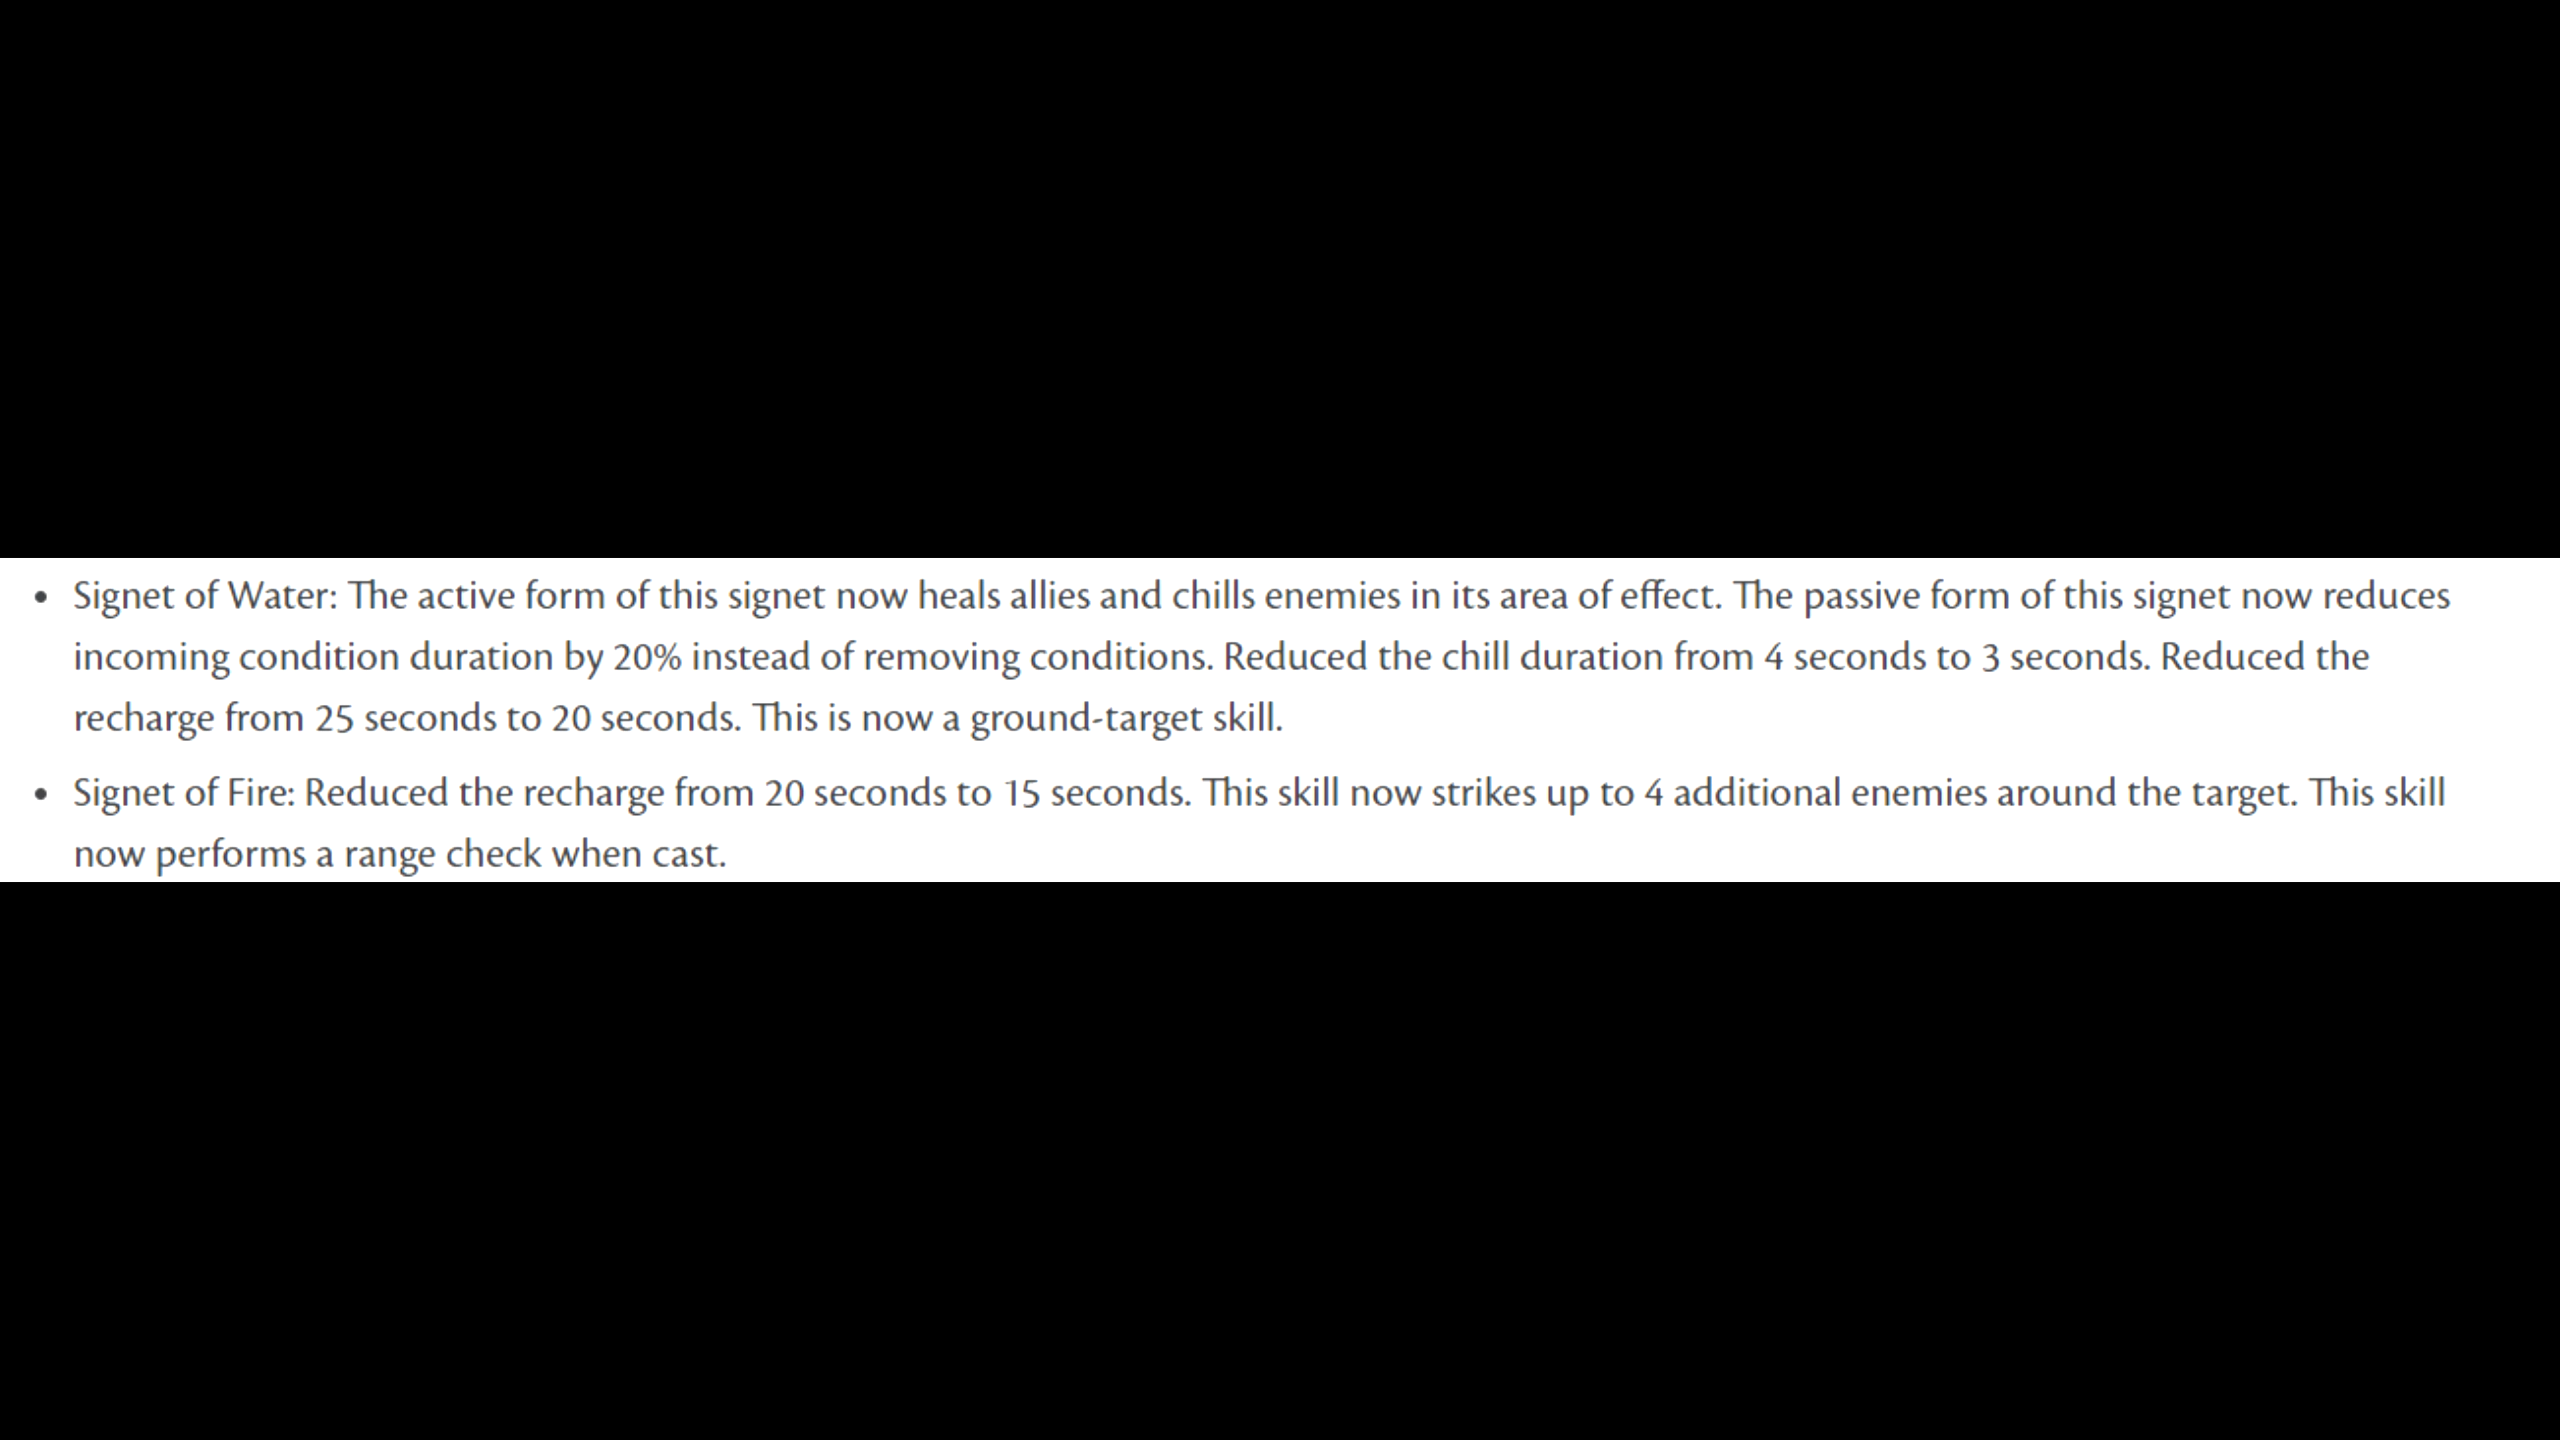 • Signet of Water: The active form of this signet now heals allies and chills enemies in its area of effect. The passive form of this signet now reduces
incoming condition duration by 20% instead of removing conditions. Reduced the chill duration from 4 seconds to 3 seconds. Reduced the
recharge from 25 seconds to 20 seconds. This is now a ground-target skill.
• Signet of Fire: Reduced the recharge from 20 seconds to 15 seconds. This skill now strikes up to 4 additional enemies around the target. This skill
now performs a range check when cast.